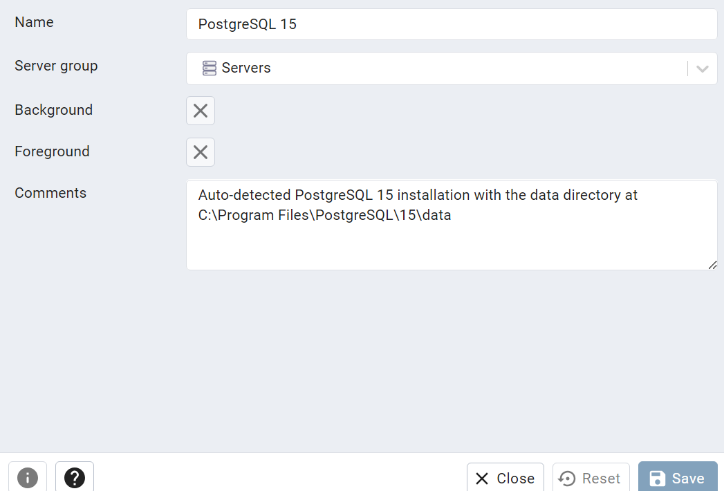 Name
PostgreSQL 15
Server group
Servers
Background
Foreground
Comments
Auto-detected PostgreSQL 15 installation with the data directory at
C:\Program Files\PostgreSQL\15\data
Close
Reset
Save